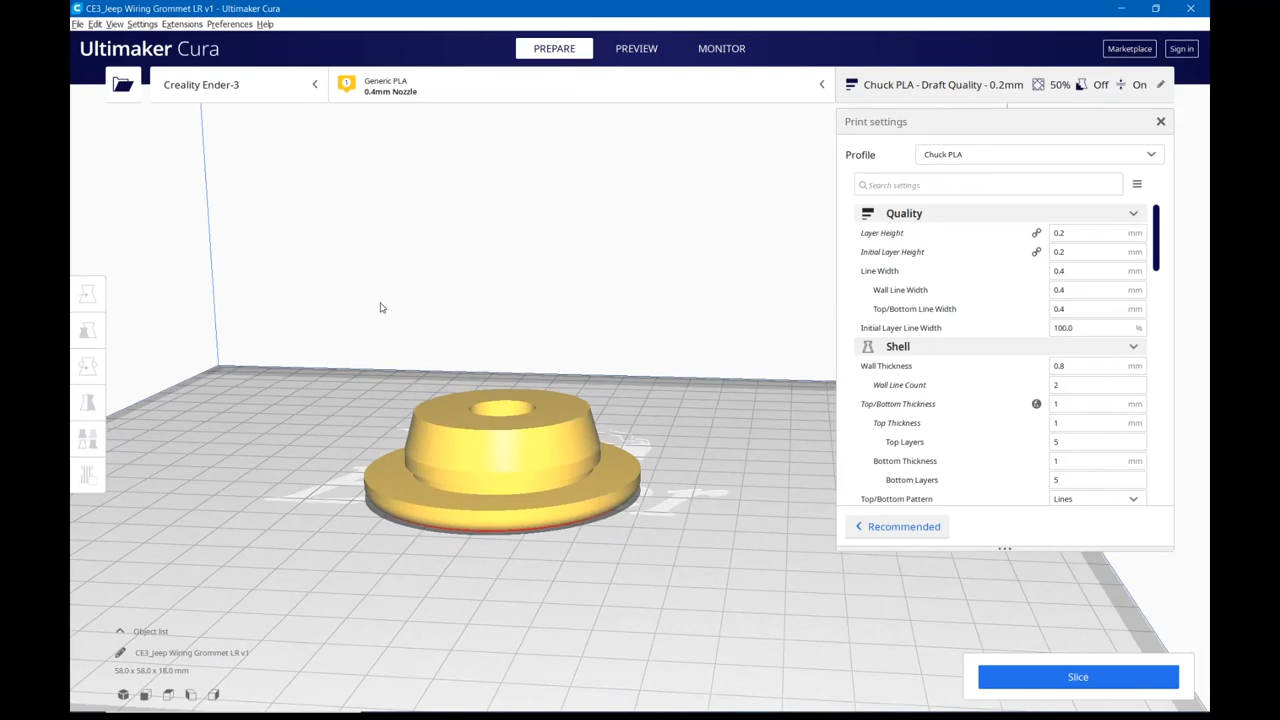 CE3_Jeep Wiring Grommet LR v1 - Ultimaker Cura
File Edit View Settings Extensions Preferences Help
Ultimaker Cura
PREPARE
PREVIEW
MONITOR
Marketplace
Sign in
Creality Ender-3
1
Generic PLA
0.4mm Nozzle
Chuck PLA - Draft Quality - 0.2mm
50%
Off
On
Print settings
Profile
Chuck PLA
Search settings
Quality
Layer Height 0.2 mm
Initial Layer Height 0.2 mm
Line Width 0.4 mm
Wall Line Width 0.4 mm
Top/Bottom Line Width 0.4 mm
Initial Layer Line Width 100.0 %
Shell
Wall Thickness 0.8 mm
Wall Line Count 2
Top/Bottom Thickness 1 mm
Top Thickness 1 mm
Top Layers 5
Bottom Thickness 1 mm
Bottom Layers 5
Top/Bottom Pattern Lines
Recommended
Object list
CE3_Jeep Wiring Grommet LR v1
58.0 x 58.0 x 18.0 mm
Slice